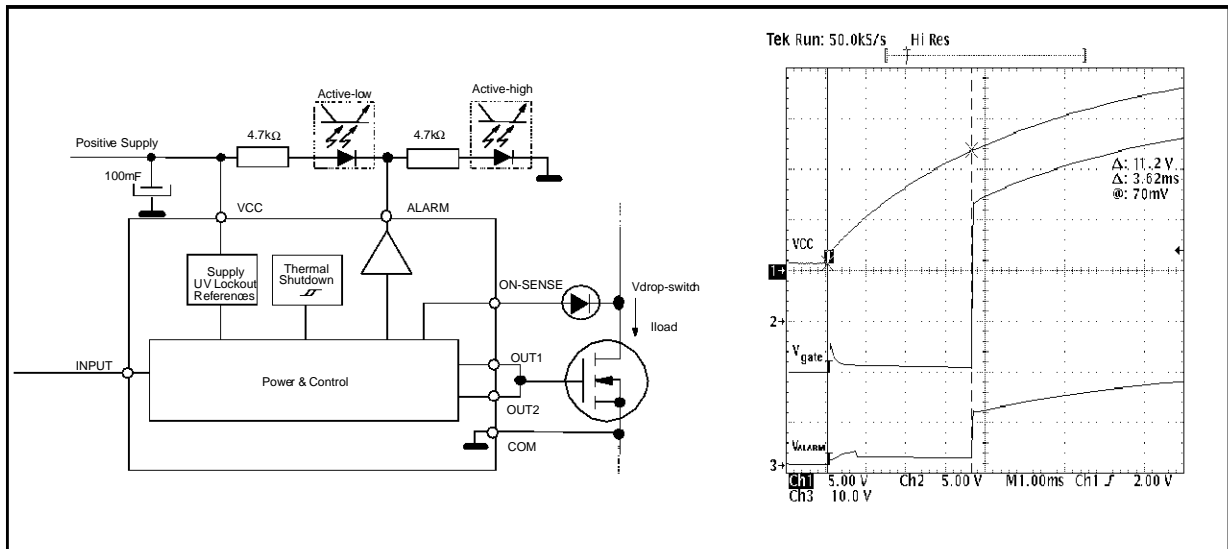 Active-low
Active-high
4.7kΩ
4.7kΩ
Positive Supply
100mF
VCC
ALARM
Supply
UV Lockout
References
Thermal
Shutdown
ON-SENSE
Vdrop-switch
Iload
INPUT
Power & Control
OUT1
OUT2
COM
Tek Run: 50.0kS/s Hi Res
Δ: 11.2 V
Δ: 3.62ms
@: 70mV
VCC
1
2
Vgate
VALARM
3
Ch1 5.00 V Ch2 5.00 V M1.00ms Ch1 2.00 V
Ch3 10.0 V